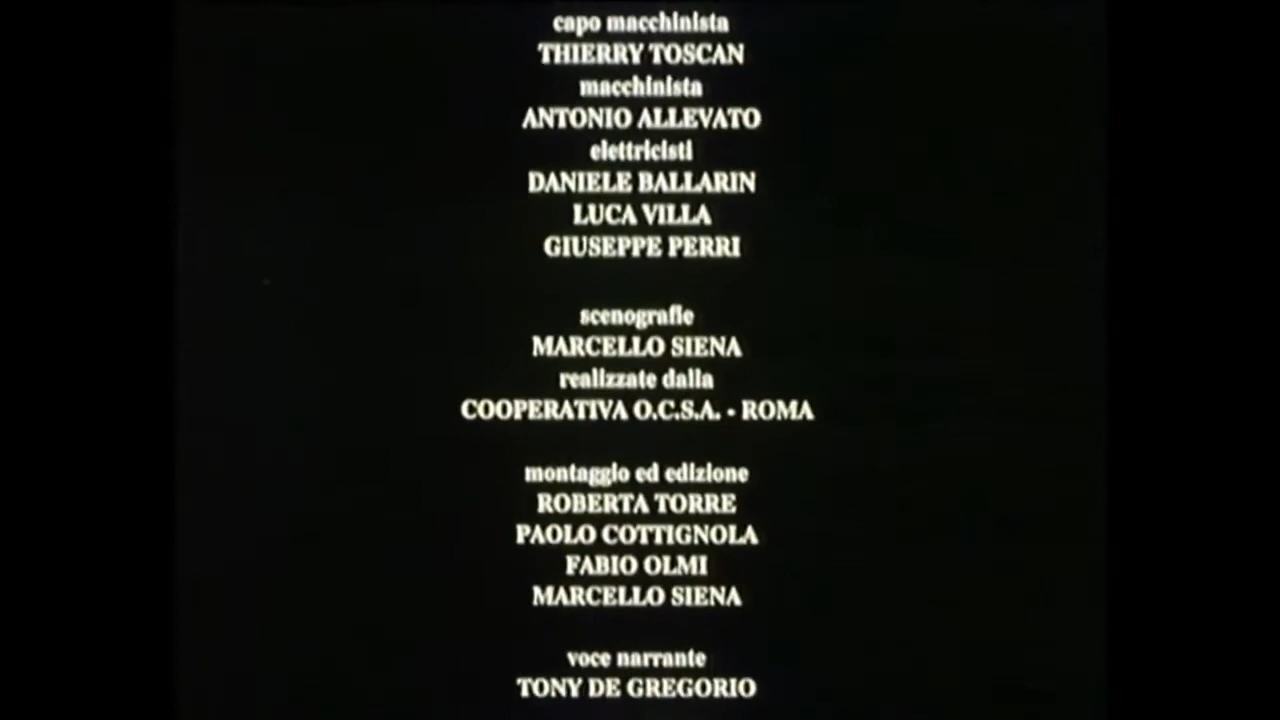 capo macchinista
THIERRY TOSCAN
macchinista
ANTONIO ALLEVATO
elettricisti
DANIELE BALLARIN
LUCA VILLA
GIUSEPPE PERRI
scenografie
MARCELLO SIENA
realizzate dalla
COOPERATIVA O.C.S.A. - ROMA
montaggio ed edizione
ROBERTA TORRE
PAOLO COTTIGNOLA
FABIO OLMI
MARCELLO SIENA
voce narrante
TONY DE GREGORIO